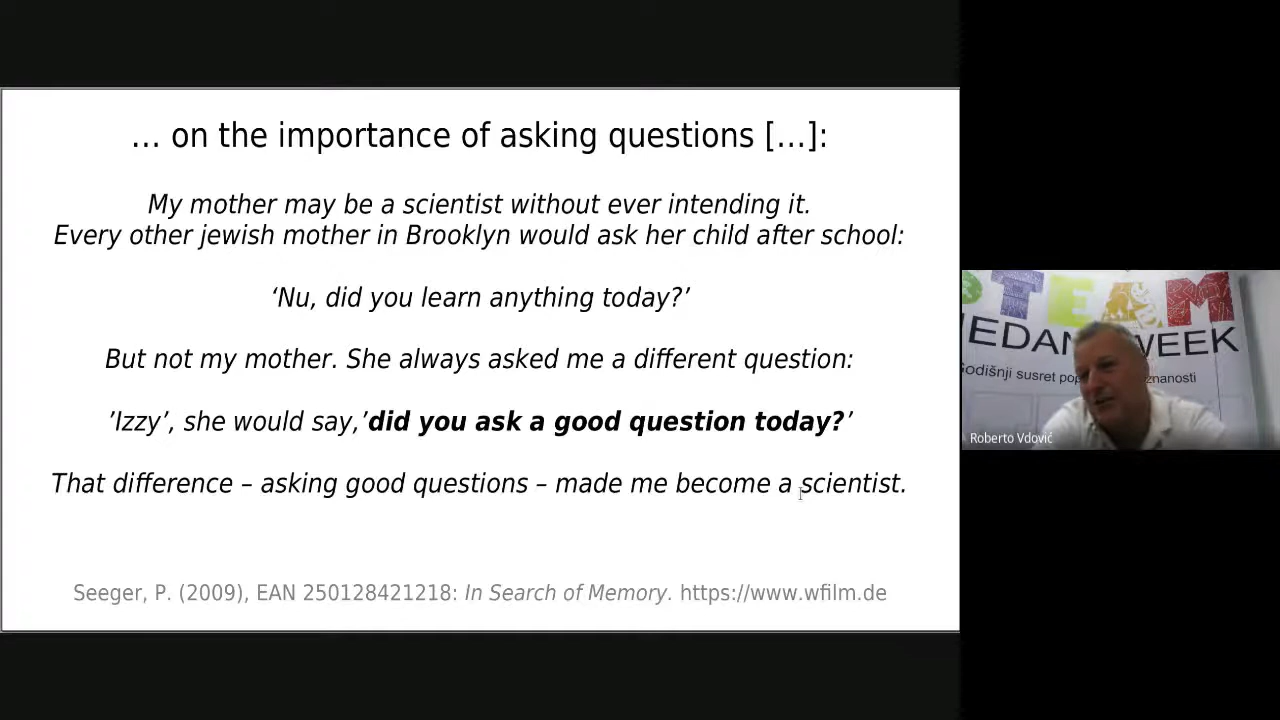 ... on the importance of asking questions [...]:
My mother may be a scientist without ever intending it.
Every other jewish mother in Brooklyn would ask her child after school:
‘Nu, did you learn anything today?’
But not my mother. She always asked me a different question:
’Izzy’, she would say,’did you ask a good question today?’
That difference – asking good questions – made me become a scientist.
Seeger, P. (2009), EAN 250128421218: In Search of Memory. https://www.wfilm.de
TEAM
WEEK
susret
Roberto Vdović